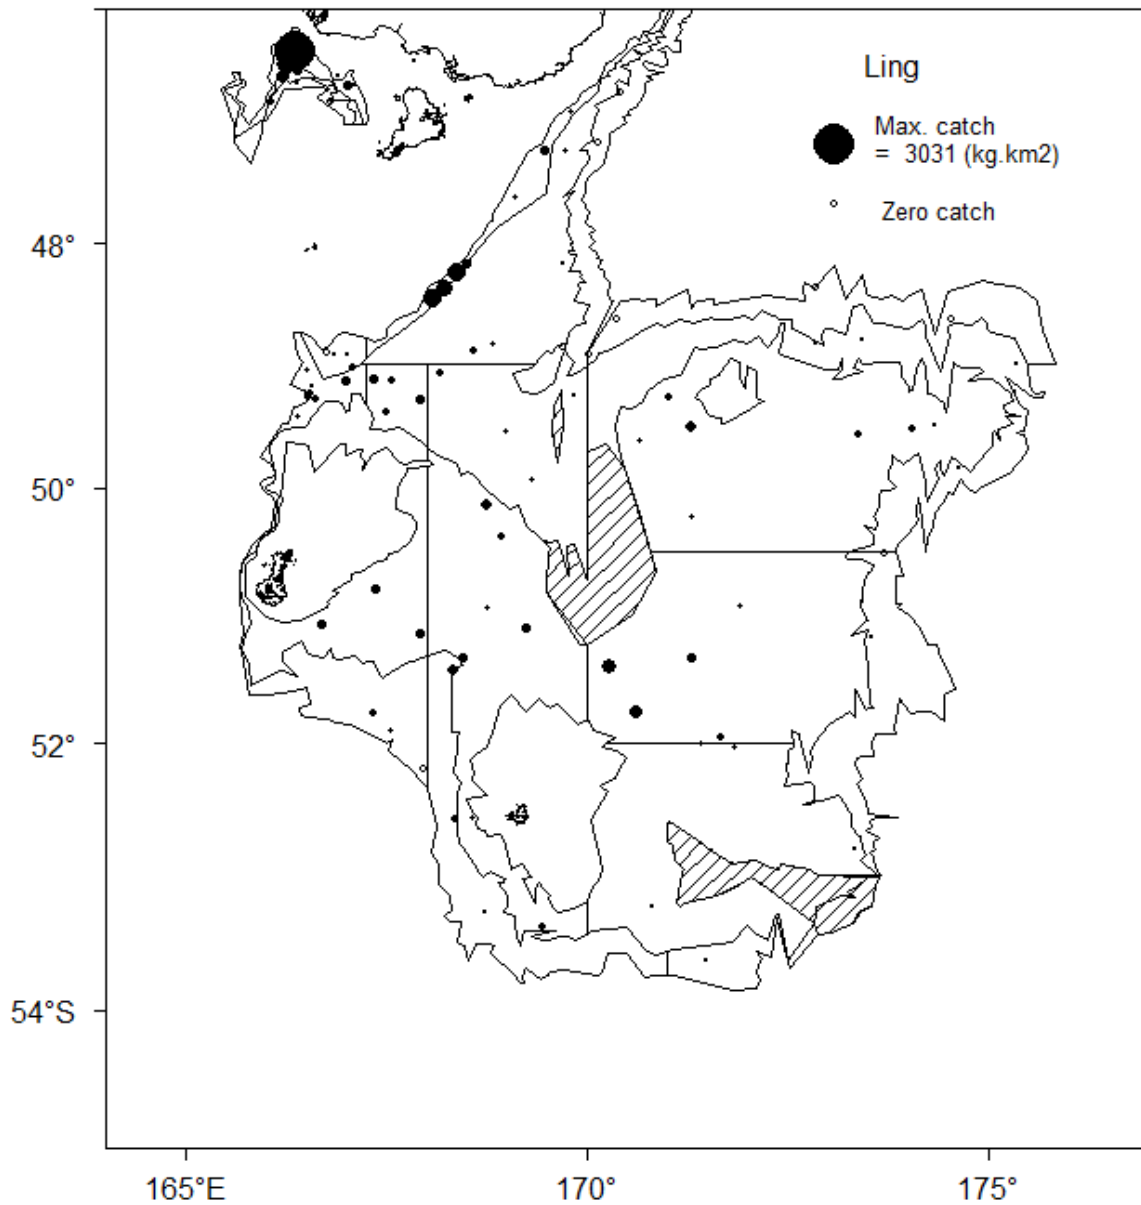 Ling
Max. catch
= 3031 (kg.km2)
Zero catch
48°
50°
52°
54°S
165°E
170°
175°